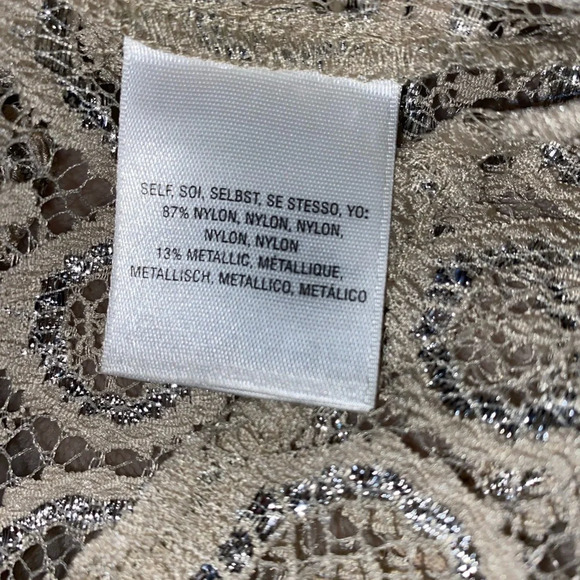 SELF, SOI, SELBST, SE STESSO, YO:
87% NYLON, NYLON, NYLON,
NYLON, NYLON
13% METALLIC, MÉTALLIQUE,
METALLISCH, METALLICO, METÁLICO